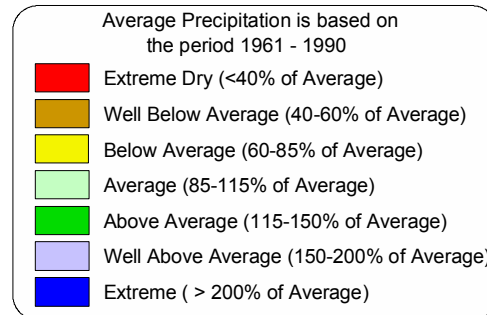 Average Precipitation is based on
the period 1961 - 1990
Extreme Dry (<40% of Average)
Well Below Average (40-60% of Average)
Below Average (60-85% of Average)
Average (85-115% of Average)
Above Average (115-150% of Average)
Well Above Average (150-200% of Average)
Extreme ( > 200% of Average)